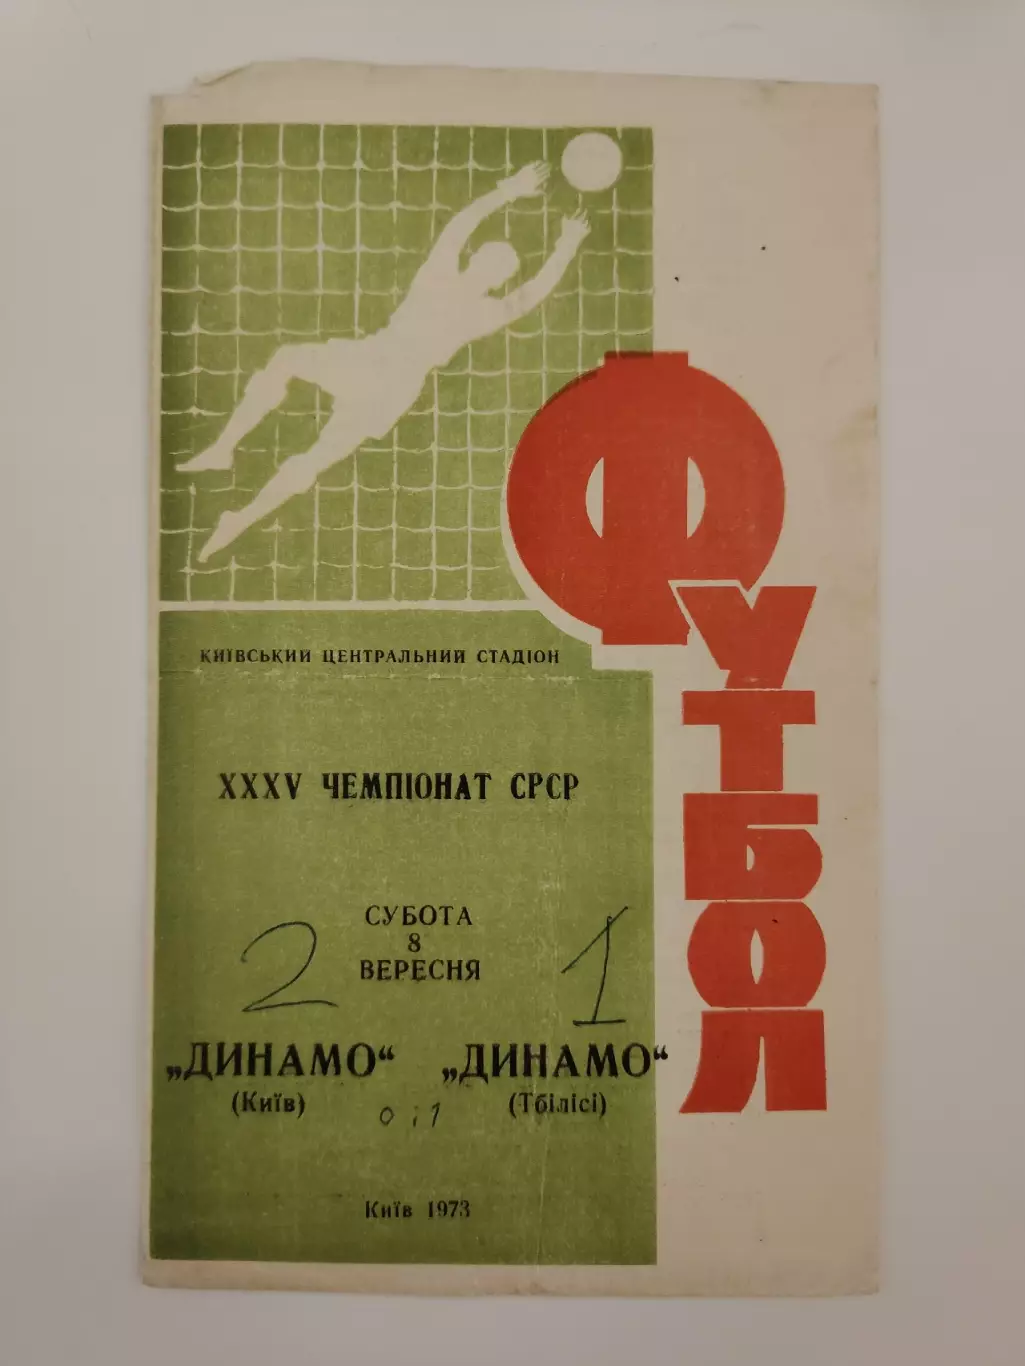 ФУТБОЛ
КИЇВСЬКИЙ ЦЕНТРАЛЬНИЙ СТАДІОН
XXXV ЧЕМПІОНАТ СРСР
СУБОТА
8
ВЕРЕСНЯ
2 1
„ДИНАМО“ „ДИНАМО“
(Київ) 0:1 (Тбілісі)
Київ 1973